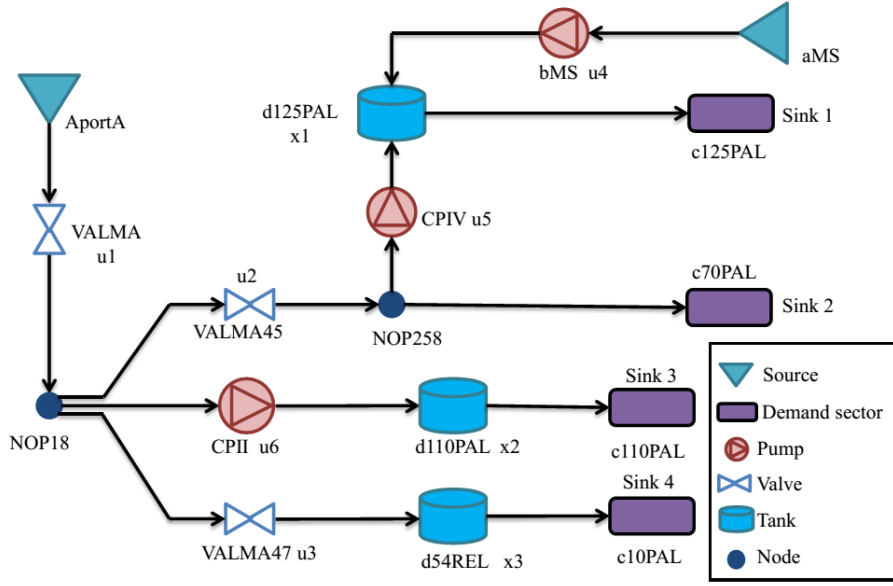 aMS
bMS u4
AportA
d125PAL
x1
Sink 1
c125PAL
VALMA
u1
CPIV u5
u2
VALMA45
c70PAL
NOP258
Sink 2
NOP18
CPII u6
d110PAL x2
Sink 3
c110PAL
VALMA47 u3
d54REL x3
Sink 4
c10PAL
Source
Demand sector
Pump
Valve
Tank
Node